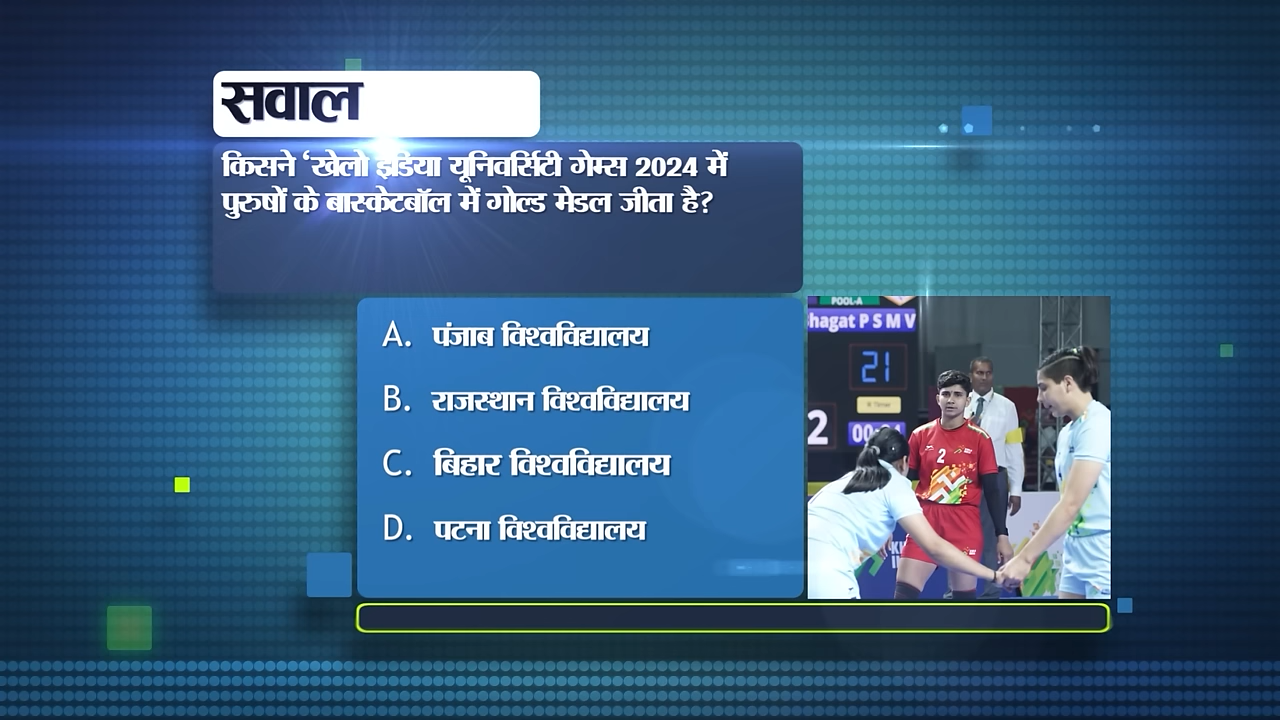 सवाल
किसने ‘खेलो इंडिया यूनिवर्सिटी गेम्स 2024 में
पुरुषों के बास्केटबॉल में गोल्ड मेडल जीता है?
A. पंजाब विश्वविद्यालय
B. राजस्थान विश्वविद्यालय
C. बिहार विश्वविद्यालय
D. पटना विश्वविद्यालय
POOL-A
hagat P S M V
21
2
2